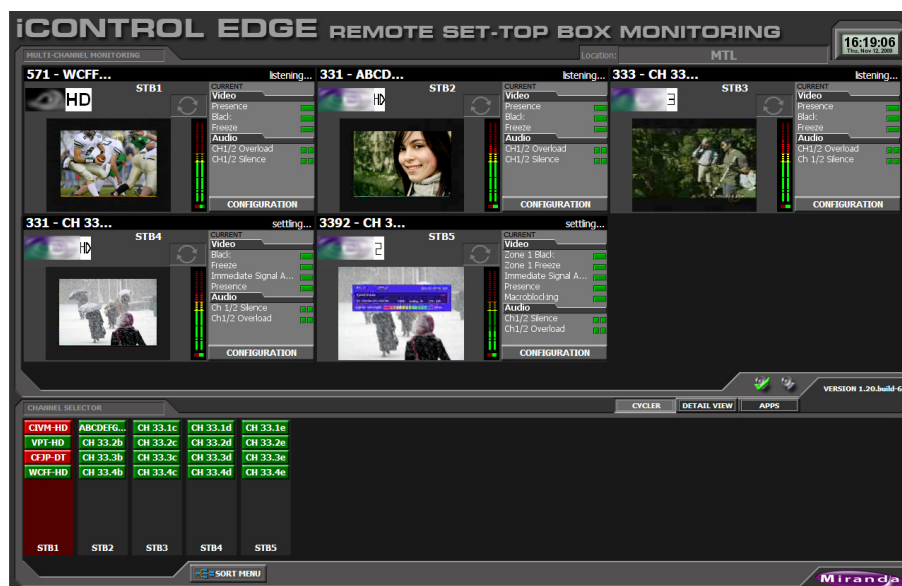 iCONTROL EDGE REMOTE SET-TOP BOX MONITORING
16:19:06
Thu, Nov 12, 2009
MULTI-CHANNEL MONITORING
Location:
MTL
571 - WCFF...
listening...
STB1
HD
CURRENT
Video
Presence
Black:
Freeze
Audio
CH1/2 Overload
CH1/2 Silence
CONFIGURATION
331 - ABCD...
listening...
STB2
HD
CURRENT
Video
Presence
Black:
Freeze
Audio
CH1/2 Overload
CH1/2 Silence
CONFIGURATION
333 - CH 33...
listening...
STB3
3
CURRENT
Video
Presence
Black:
Freeze
Audio
CH1/2 Overload
Ch 1/2 Silence
CONFIGURATION
331 - CH 33...
settling...
STB4
HD
CURRENT
Video
Black:
Freeze
Immediate Signal A...
Presence
Audio
Ch 1/2 Silence
Ch1/2 Overload
CONFIGURATION
3392 - CH 3...
settling...
STB5
2
CURRENT
Video
Zone 1 Black:
Zone 1 Freeze
Immediate Signal A...
Presence
Macroblocking
Audio
Ch1/2 Silence
Ch1/2 Overload
CONFIGURATION
VERSION 1.20.build-6
CHANNEL SELECTOR
CYCLER DETAIL VIEW APPS
CIVM-HD ABCDEFG... CH 33.1c CH 33.1d CH 33.1e
VPT-HD CH 33.2b CH 33.2c CH 33.2d CH 33.2e
CFJP-DT CH 33.3b CH 33.3c CH 33.3d CH 33.3e
WCFF-HD CH 33.4b CH 33.4c CH 33.4d CH 33.4e
STB1 STB2 STB3 STB4 STB5
SORT MENU
Miranda